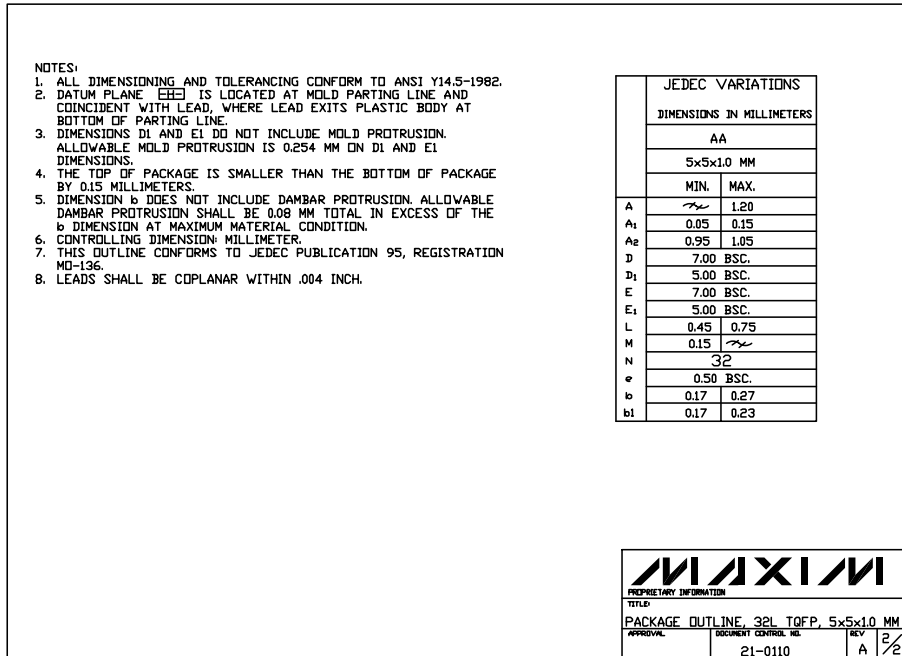 NOTES:
1. ALL DIMENSIONING AND TOLERANCING CONFORM TO ANSI Y14.5-1982.
2. DATUM PLANE -H- IS LOCATED AT MOLD PARTING LINE AND
COINCIDENT WITH LEAD, WHERE LEAD EXITS PLASTIC BODY AT
BOTTOM OF PARTING LINE.
3. DIMENSIONS D1 AND E1 DO NOT INCLUDE MOLD PROTRUSION.
ALLOWABLE MOLD PROTRUSION IS 0.254 MM ON D1 AND E1
DIMENSIONS.
4. THE TOP OF PACKAGE IS SMALLER THAN THE BOTTOM OF PACKAGE
BY 0.15 MILLIMETERS.
5. DIMENSION b DOES NOT INCLUDE DAMBAR PROTRUSION. ALLOWABLE
DAMBAR PROTRUSION SHALL BE 0.08 MM TOTAL IN EXCESS OF THE
b DIMENSION AT MAXIMUM MATERIAL CONDITION.
6. CONTROLLING DIMENSION: MILLIMETER.
7. THIS OUTLINE CONFORMS TO JEDEC PUBLICATION 95, REGISTRATION
MO-136.
8. LEADS SHALL BE COPLANAR WITHIN .004 INCH.
JEDEC VARIATIONS
DIMENSIONS IN MILLIMETERS
AA
5x5x1.0 MM
MIN. MAX.
A 1.20
A1 0.05 0.15
A2 0.95 1.05
D 7.00 BSC.
D1 5.00 BSC.
E 7.00 BSC.
E1 5.00 BSC.
L 0.45 0.75
M 0.15
N 32
e 0.50 BSC.
b 0.17 0.27
b1 0.17 0.23
MAXIM
PROPRIETARY INFORMATION
TITLE:
PACKAGE OUTLINE, 32L TQFP, 5x5x1.0 MM
APPROVAL DOCUMENT CONTROL NO. REV
21-0110 A 2/2